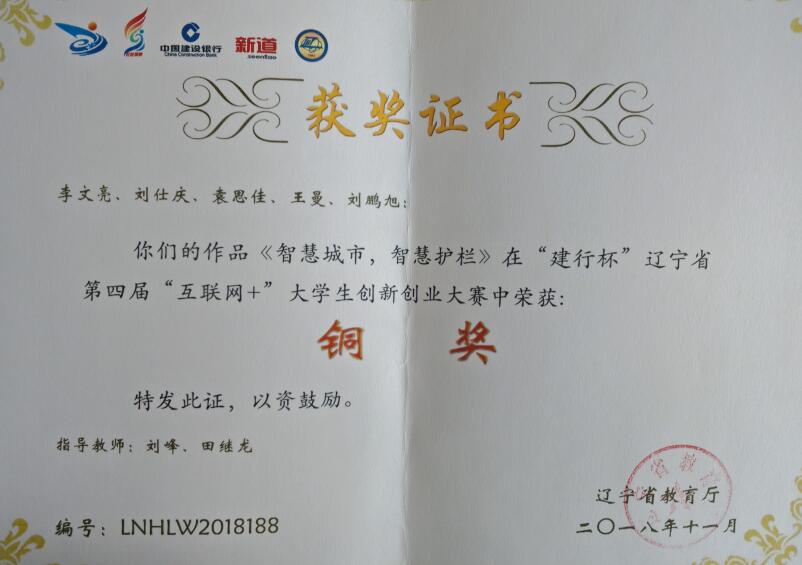 中国建设银行
China Construction Bank
新道
seentao
获奖证书
李文亮、刘仕庆、袁思佳、王曼、刘鹏旭：
你们的作品《智慧城市，智慧护栏》在“建行杯”辽宁省
第四届“互联网+”大学生创新创业大赛中荣获：
铜 奖
特发此证，以资鼓励。
指导教师：刘峰、田继龙
辽宁省教育厅
编号：LNHLW2018188
二〇一八年十一月